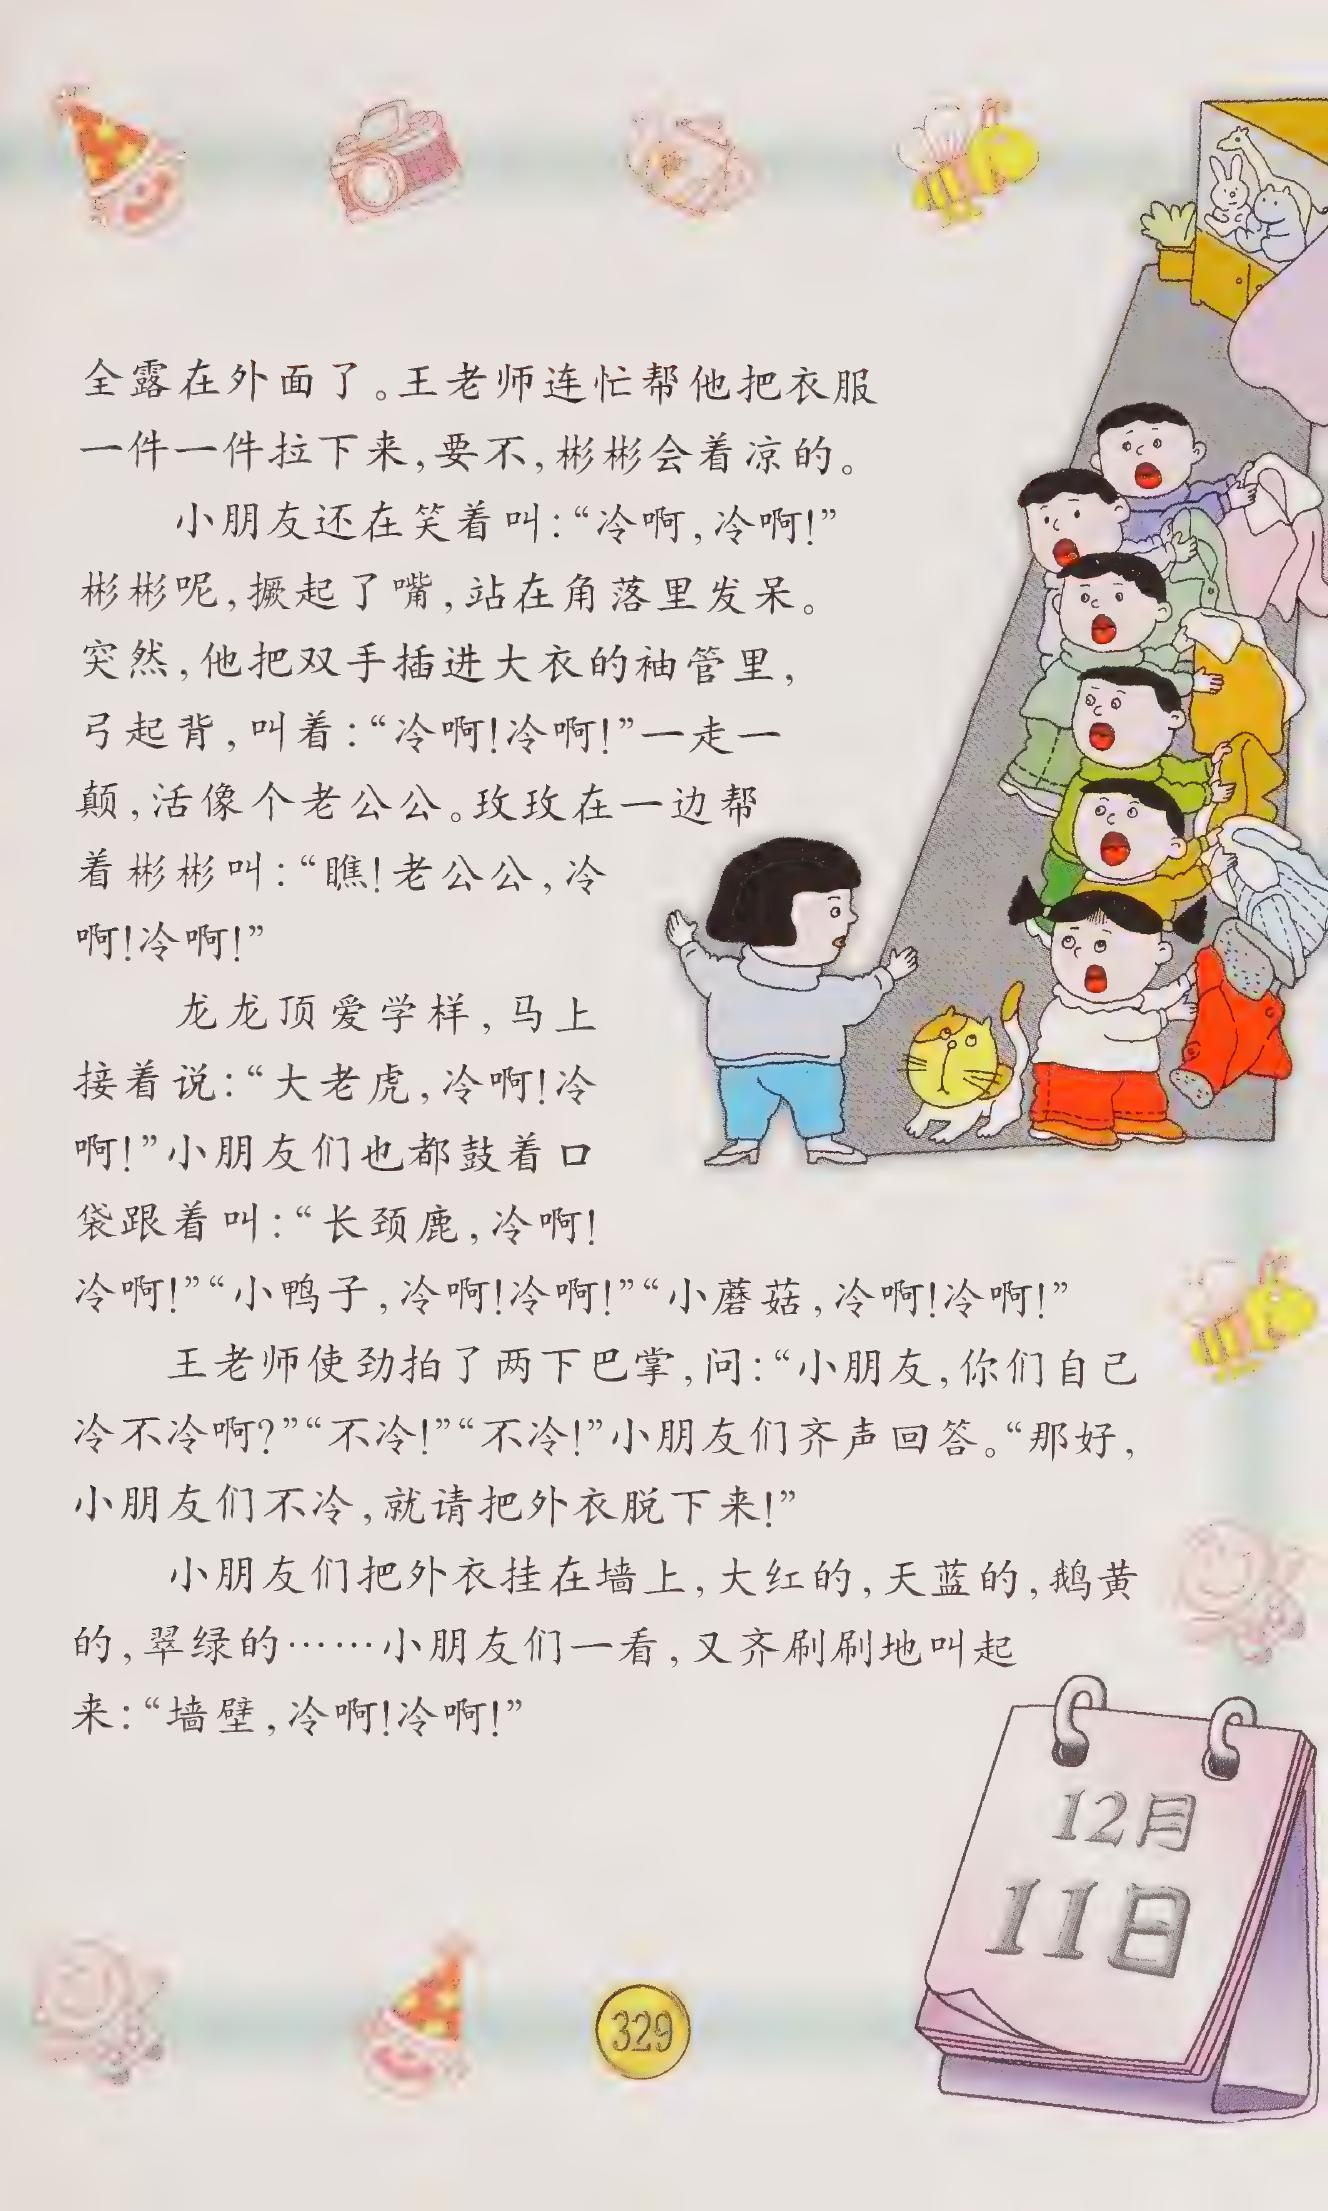 全露在外面了。王老师连忙帮他把衣服
一件一件拉下来,要不,彬彬会着凉的。
小朋友还在笑着叫:“冷啊,冷啊!”
彬彬呢,撅起了嘴,站在角落里发呆。
突然,他把双手插进大衣的袖管里,
弓起背,叫着:“冷啊!冷啊!”一走一
颠,活像个老公公。玫玫在一边帮
着彬彬叫:“瞧!老公公,冷
啊!冷啊!”
龙龙顶爱学样,马上
接着说:“大老虎,冷啊!冷
啊!”小朋友们也都鼓着口
袋跟着叫:“长颈鹿,冷啊!
冷啊!”“小鸭子,冷啊!冷啊!”“小蘑菇,冷啊!冷啊!”
王老师使劲拍了两下巴掌,问:“小朋友,你们自己
冷不冷啊?”“不冷!”“不冷!”小朋友们齐声回答。“那好,
小朋友们不冷,就请把外衣脱下来!”
小朋友们把外衣挂在墙上,大红的,天蓝的,鹅黄
的,翠绿的……小朋友们一看,又齐刷刷地叫起
来:“墙壁,冷啊!冷啊!”
12月
11日
329